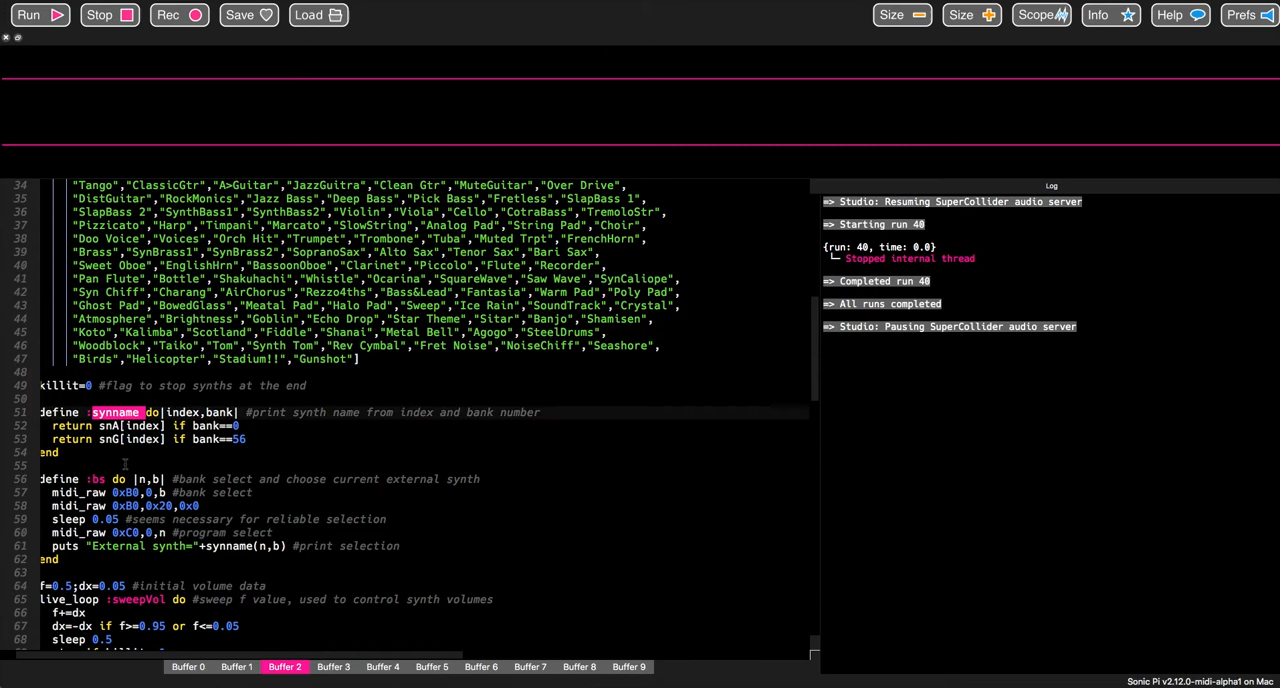 Run Stop Rec Save Load Size Size Scope Info Help Prefs
34 "Tango","ClassicGtr","A>Guitar","JazzGuitra","Clean Gtr","MuteGuitar","Over Drive",
35 "DistGuitar","RockMonics","Jazz Bass","Deep Bass","Pick Bass","Fretless","SlapBass 1",
36 "SlapBass 2","SynthBass1","SynthBass2","Violin","Viola","Cello","CotraBass","TremoloStr",
37 "Pizzicato","Harp","Timpani","Marcato","SlowString","Analog Pad","String Pad","Choir",
38 "Doo Voice","Voices","Orch Hit","Trumpet","Trombone","Tuba","Muted Trpt","FrenchHorn",
39 "Brass","SynBrass1","SynBrass2","SopranoSax","Alto Sax","Tenor Sax","Bari Sax",
40 "Sweet Oboe","EnglishHrn","BassoonOboe","Clarinet","Piccolo","Flute","Recorder",
41 "Pan Flute","Bottle","Shakuhachi","Whistle","Ocarina","SquareWave","Saw Wave","SynCaliope",
42 "Syn Chiff","Charang","AirChorus","Rezzo4ths","Bass&Lead","Fantasia","Warm Pad","Poly Pad",
43 "Ghost Pad","BowedGlass","Meatal Pad","Halo Pad","Sweep","Ice Rain","SoundTrack","Crystal",
44 "Atmosphere","Brightness","Goblin","Echo Drop","Star Theme","Sitar","Banjo","Shamisen",
45 "Koto","Kalimba","Scotland","Fiddle","Shanai","Metal Bell","Agogo","SteelDrums",
46 "Woodblock","Taiko","Tom","Synth Tom","Rev Cymbal","Fret Noise","NoiseChiff","Seashore",
47 "Birds","Helicopter","Stadium!!","Gunshot"]
48
49 killit=0 #flag to stop synths at the end
50
51 define :synname do|index,bank| #print synth name from index and bank number
52 return snA[index] if bank==0
53 return snG[index] if bank==56
54 end
55
56 define :bs do |n,b| #bank select and choose current external synth
57 midi_raw 0xB0,0,b #bank select
58 midi_raw 0xB0,0x20,0x0
59 sleep 0.05 #seems necessary for reliable selection
60 midi_raw 0xC0,0,n #program select
61 puts "External synth="+synname(n,b) #print selection
62 end
63
64 f=0.5;dx=0.05 #initial volume data
65 live_loop :sweepVol do #sweep f value, used to control synth volumes
66 f+=dx
67 dx=-dx if f>=0.95 or f<=0.05
68 sleep 0.5
Log
=> Studio: Resuming SuperCollider audio server
=> Starting run 40
{run: 40, time: 0.0}
└─ Stopped internal thread
=> Completed run 40
=> All runs completed
=> Studio: Pausing SuperCollider audio server
Buffer 0 Buffer 1 Buffer 2 Buffer 3 Buffer 4 Buffer 5 Buffer 6 Buffer 7 Buffer 8 Buffer 9
Sonic Pi v2.12.0-midi-alpha1 on Mac